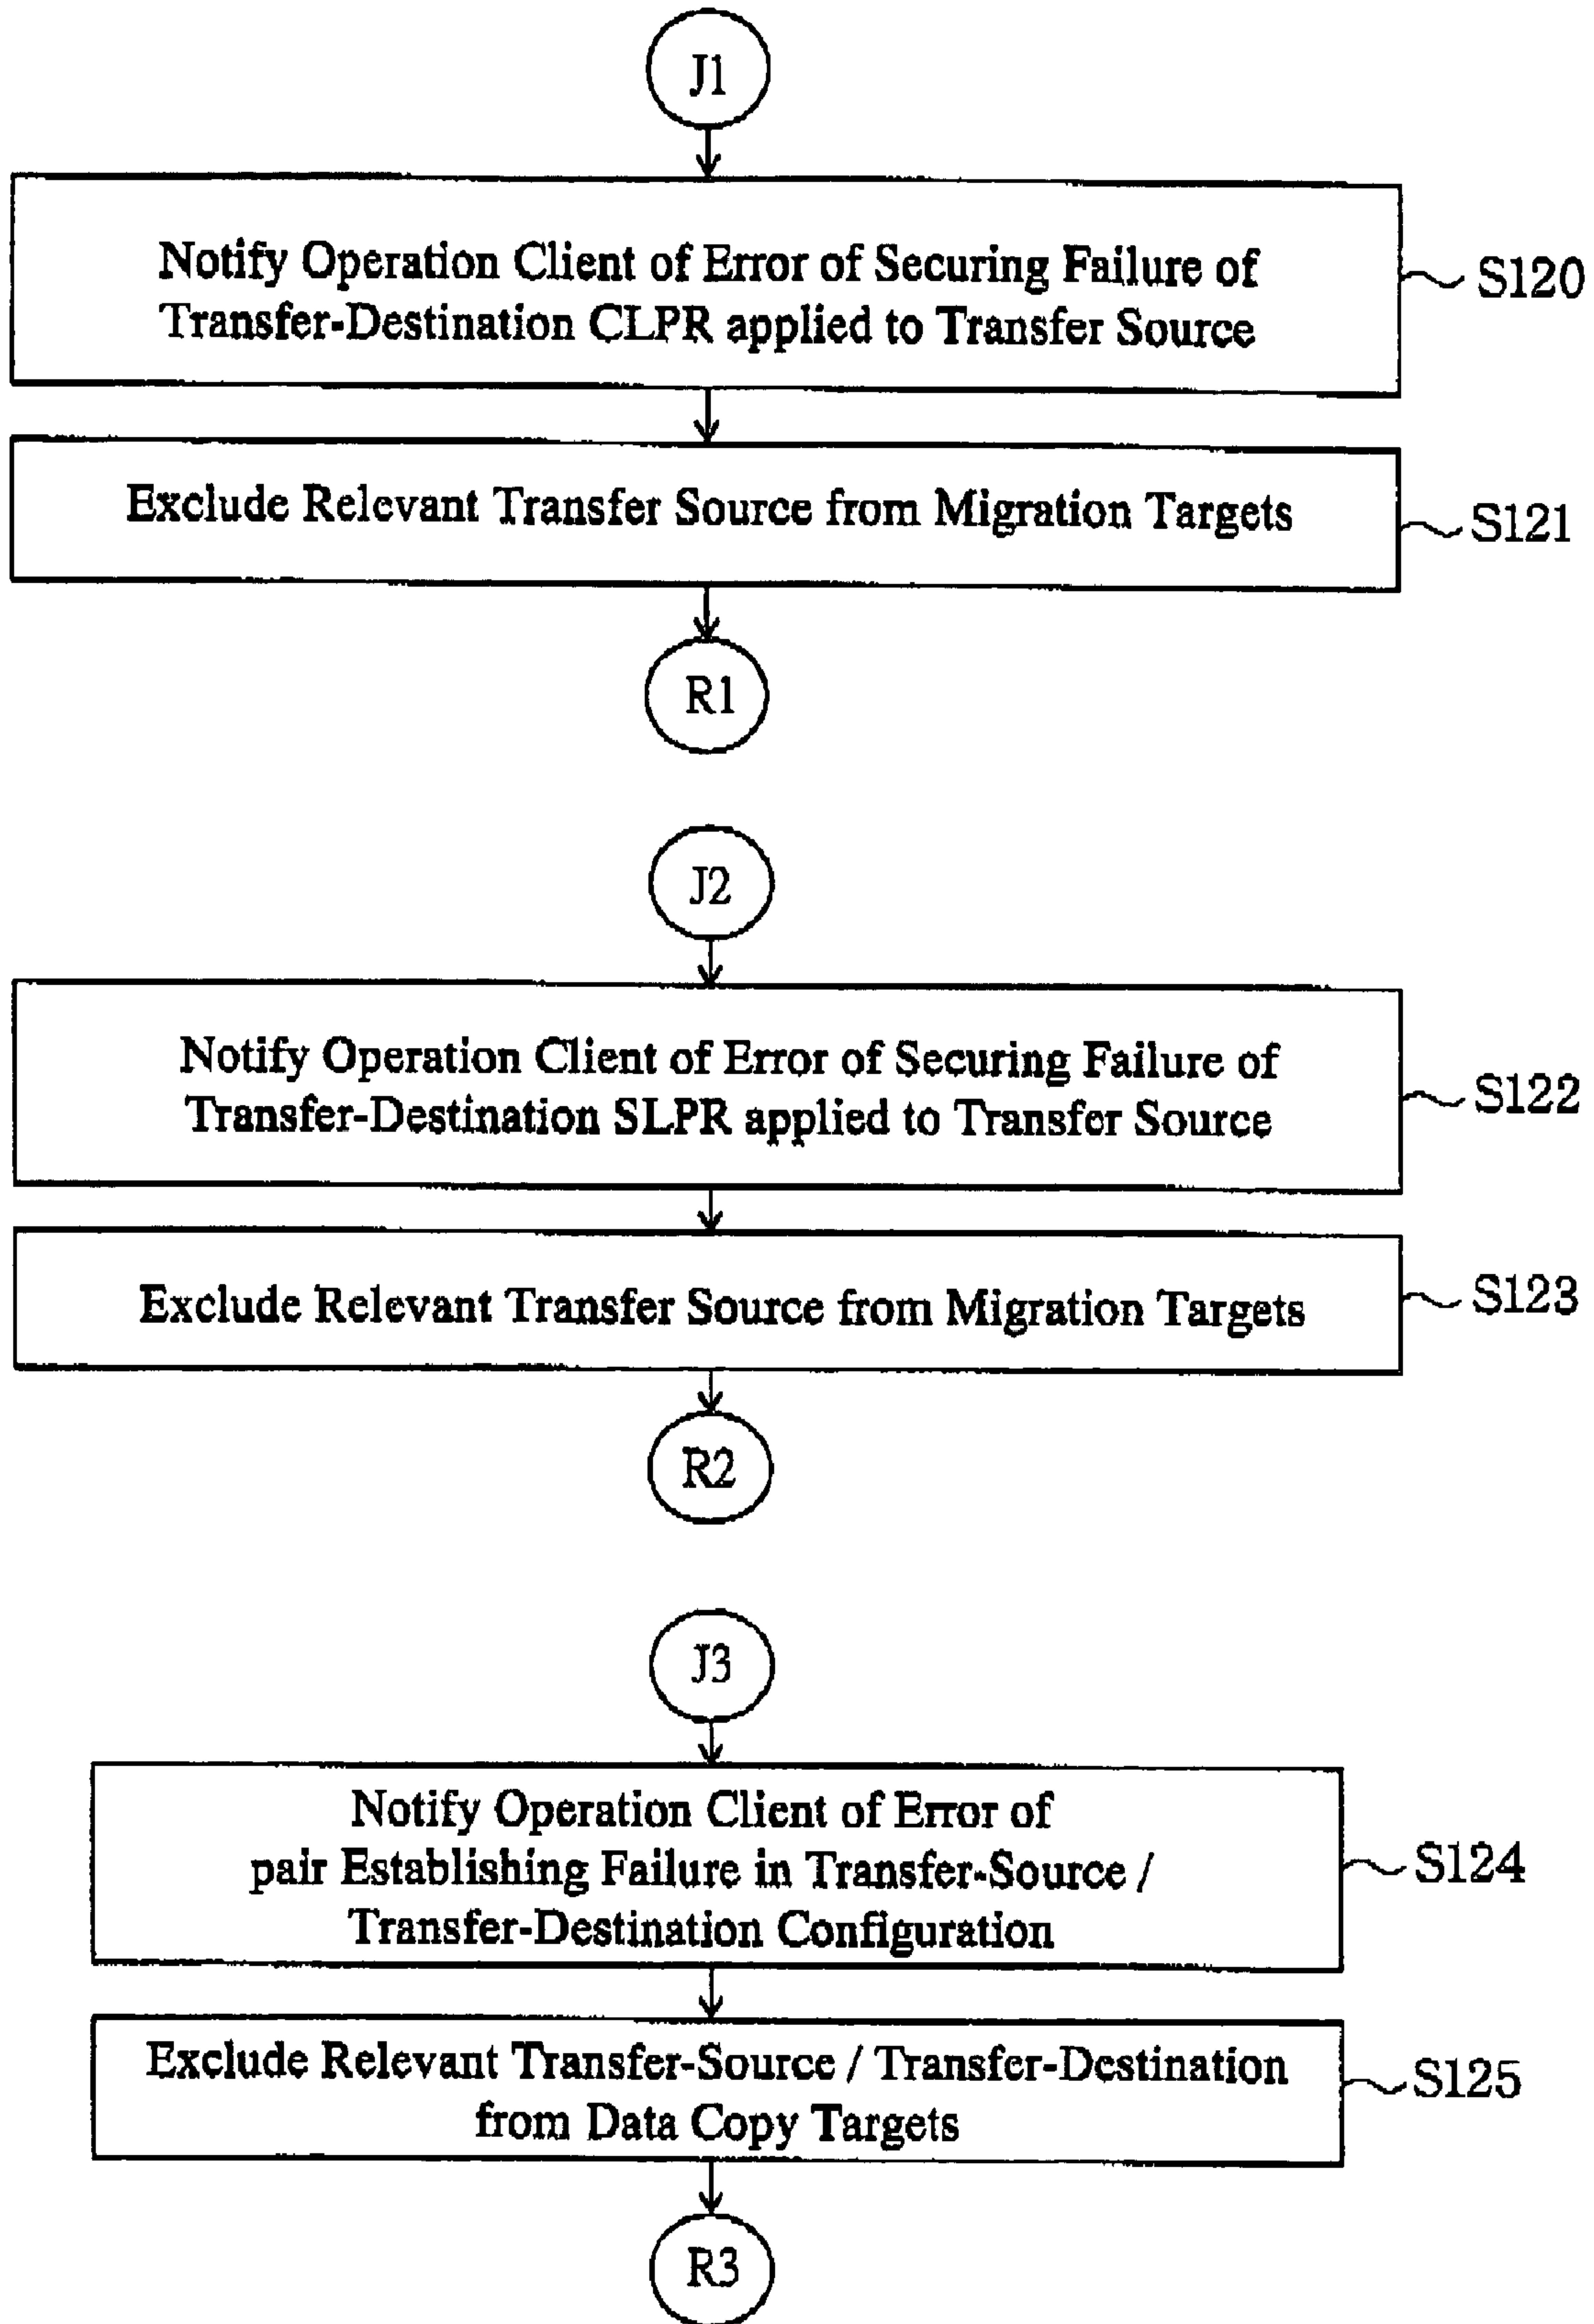 J1
Notify Operation Client of Error of Securing Failure of
Transfer-Destination CLPR applied to Transfer Source
S120
Exclude Relevant Transfer Source from Migration Targets
S121
R1
J2
Notify Operation Client of Error of Securing Failure of
Transfer-Destination SLPR applied to Transfer Source
S122
Exclude Relevant Transfer Source from Migration Targets
S123
R2
J3
Notify Operation Client of Error of
pair Establishing Failure in Transfer-Source /
Transfer-Destination Configuration
S124
Exclude Relevant Transfer-Source / Transfer-Destination
from Data Copy Targets
S125
R3